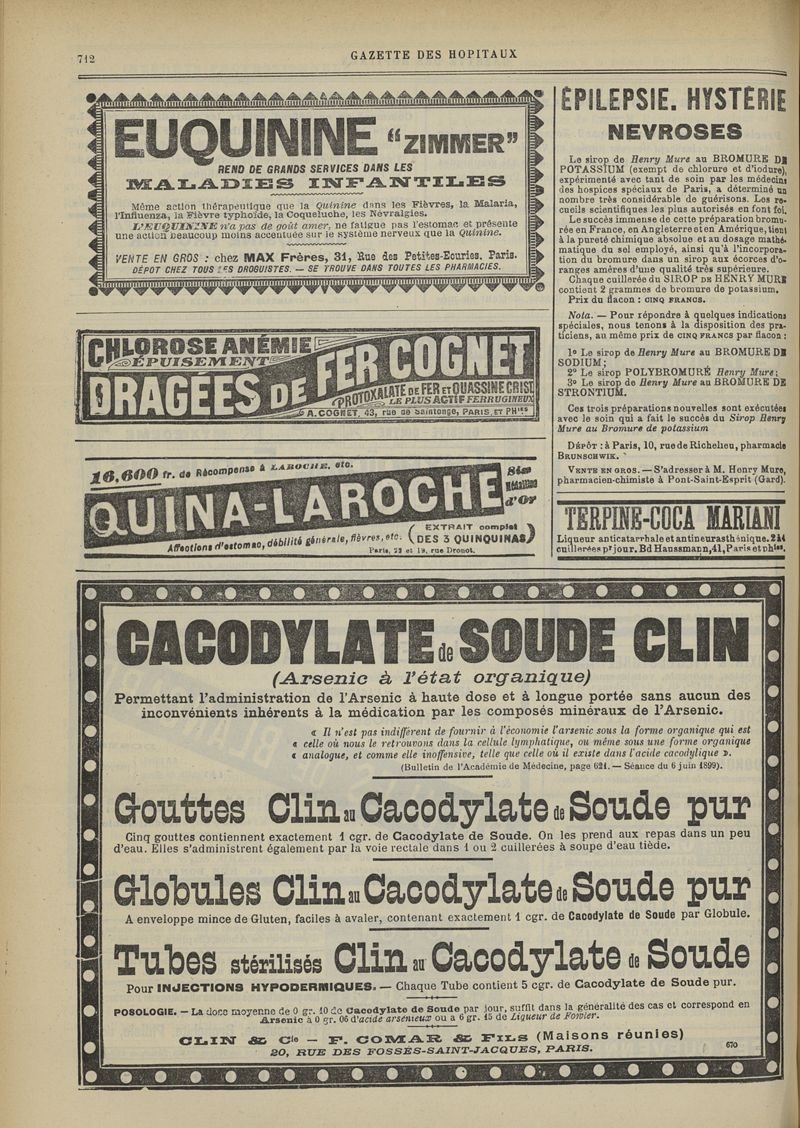 712
GAZETTE DES HOPITAUX
EUQUININE "ZIMMER"
REND DE GRANDS SERVICES DANS LES
MALADIES INFANTILES
Même action thérapeutique que la Quinine dans les Fièvres, la Malaria,
l'Influenza, la Fièvre typhoïde, la Coqueluche, les Névralgies.
L'EUQUININE n'a pas de goût amer, ne fatigue pas l'estomac et présente
une action beaucoup moins accentuée sur le système nerveux que la Quinine.
VENTE EN GROS : chez MAX Frères, 31, Rue des Petites-Ecuries, Paris.
DÉPOT CHEZ TOUS LES DROGUISTES. — SE TROUVE DANS TOUTES LES PHARMACIES.
CHLOROSE ANÉMIE
ÉPUISEMENT
DRAGÉES DE FER COGNET
PROTOXALATE DE FER ET QUASSINE CRIST
LE PLUS ACTIF FERRUGINEUX
A. COGNET, 43, rue de Saintonge, PARIS, ET PHies
16,600 fr. de Récompense à LAROCHE, etc.
QUINA-LAROCHE
5 Médailles
d'Or
Affections d'estomac, débilité générale, fièvres, etc.
EXTRAIT complet
DES 3 QUINQUINAS
Paris, 22 et 19, rue Drouot.
ÉPILEPSIE. HYSTÉRIE
NEVROSES
Le sirop de Henry Mure au BROMURE DE
POTASSIUM (exempt de chlorure et d'iodure),
expérimenté avec tant de soin par les médecins
des hospices spéciaux de Paris, a déterminé un
nombre très considérable de guérisons. Les re-
cueils scientifiques les plus autorisés en font foi.
Le succès immense de cette préparation bromu-
rée en France, en Angleterre et en Amérique, tient
à la pureté chimique absolue et au dosage mathé-
matique du sel employé, ainsi qu'à l'incorpora-
tion du bromure dans un sirop aux écorces d'o-
ranges amères d'une qualité très supérieure.
Chaque cuillerée du SIROP DE HENRY MURE
contient 2 grammes de bromure de potassium.
Prix du flacon : CINQ FRANCS.
Nota. — Pour répondre à quelques indications
spéciales, nous tenons à la disposition des pra-
ticiens, au même prix de CINQ FRANCS par flacon :
1º Le sirop de Henry Mure au BROMURE DE
SODIUM ;
2º Le sirop POLYBROMURÉ Henry Mure ;
3º Le sirop de Henry Mure au BROMURE DE
STRONTIUM.
Ces trois préparations nouvelles sont exécutées
avec le soin qui a fait le succès du Sirop Henry
Mure au Bromure de potassium
DÉPÔT : à Paris, 10, rue de Richelieu, pharmacie
BRUNSCHWIK.
VENTE EN GROS. — S'adresser à M. Henry Mure,
pharmacien-chimiste à Pont-Saint-Esprit (Gard).
TERPINE-COCA MARIANI
Liqueur anticatarrhale et antineurasthénique. 2 à 4
cuillerées pr jour. Bd Haussmann, 41, Paris et phies.
CACODYLATE de SOUDE CLIN
(Arsenic à l'état organique)
Permettant l'administration de l'Arsenic à haute dose et à longue portée sans aucun des
inconvénients inhérents à la médication par les composés minéraux de l'Arsenic.
« Il n'est pas indifférent de fournir à l'économie l'arsenic sous la forme organique qui est
« celle où nous le retrouvons dans la cellule lymphatique, ou même sous une forme organique
« analogue, et comme elle inoffensive, telle que celle où il existe dans l'acide cacodylique ».
(Bulletin de l'Académie de Médecine, page 621. — Séance du 6 juin 1899).
Gouttes Clin au Cacodylate de Soude pur
Cinq gouttes contiennent exactement 1 cgr. de Cacodylate de Soude. On les prend aux repas dans un peu
d'eau. Elles s'administrent également par la voie rectale dans 1 ou 2 cuillerées à soupe d'eau tiède.
Globules Clin au Cacodylate de Soude pur
A enveloppe mince de Gluten, faciles à avaler, contenant exactement 1 cgr. de Cacodylate de Soude par Globule.
Tubes stérilisés Clin au Cacodylate de Soude
Pour INJECTIONS HYPODERMIQUES. — Chaque Tube contient 5 cgr. de Cacodylate de Soude pur.
POSOLOGIE. — La dose moyenne de 0 gr. 10 de Cacodylate de Soude par jour, suffit dans la généralité des cas et correspond en
Arsenic à 0 gr. 06 d'acide arsénieux ou à 6 gr. 15 de Liqueur de Fowler.
CLIN & Cie — F. COMAR & FILS (Maisons réunies)
20, RUE DES FOSSÉS-SAINT-JACQUES, PARIS.
670